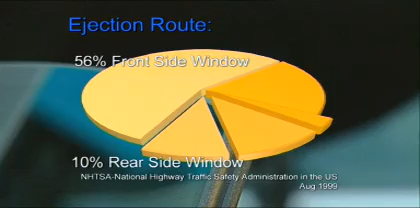 Ejection Route:
56% Front Side Window
10% Rear Side Window
NHTSA-National Highway Traffic Safety Administration in the US
Aug 1999